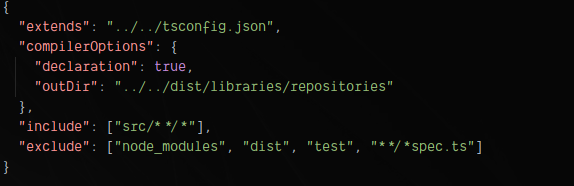 {
  "extends": "../../tsconfig.json",
  "compilerOptions": {
    "declaration": true,
    "outDir": "../../dist/libraries/repositories"
  },
  "include": ["src/**/*"],
  "exclude": ["node_modules", "dist", "test", "**/*spec.ts"]
}